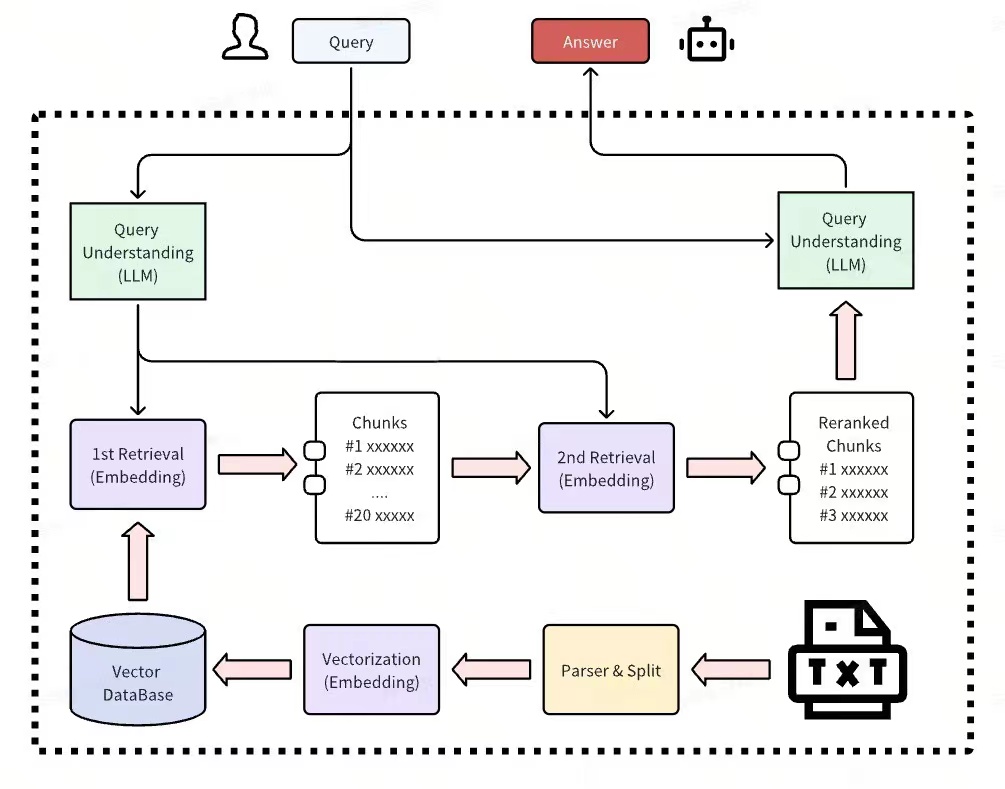 Query
Answer
Query
Understanding
(LLM)
Query
Understanding
(LLM)
1st Retrieval
(Embedding)
Chunks
#1 xxxxxx
#2 xxxxxx
....
#20 xxxxx
2nd Retrieval
(Embedding)
Reranked
Chunks
#1 xxxxxx
#2 xxxxxx
#3 xxxxxx
Vector
DataBase
Vectorization
(Embedding)
Parser & Split
TXT